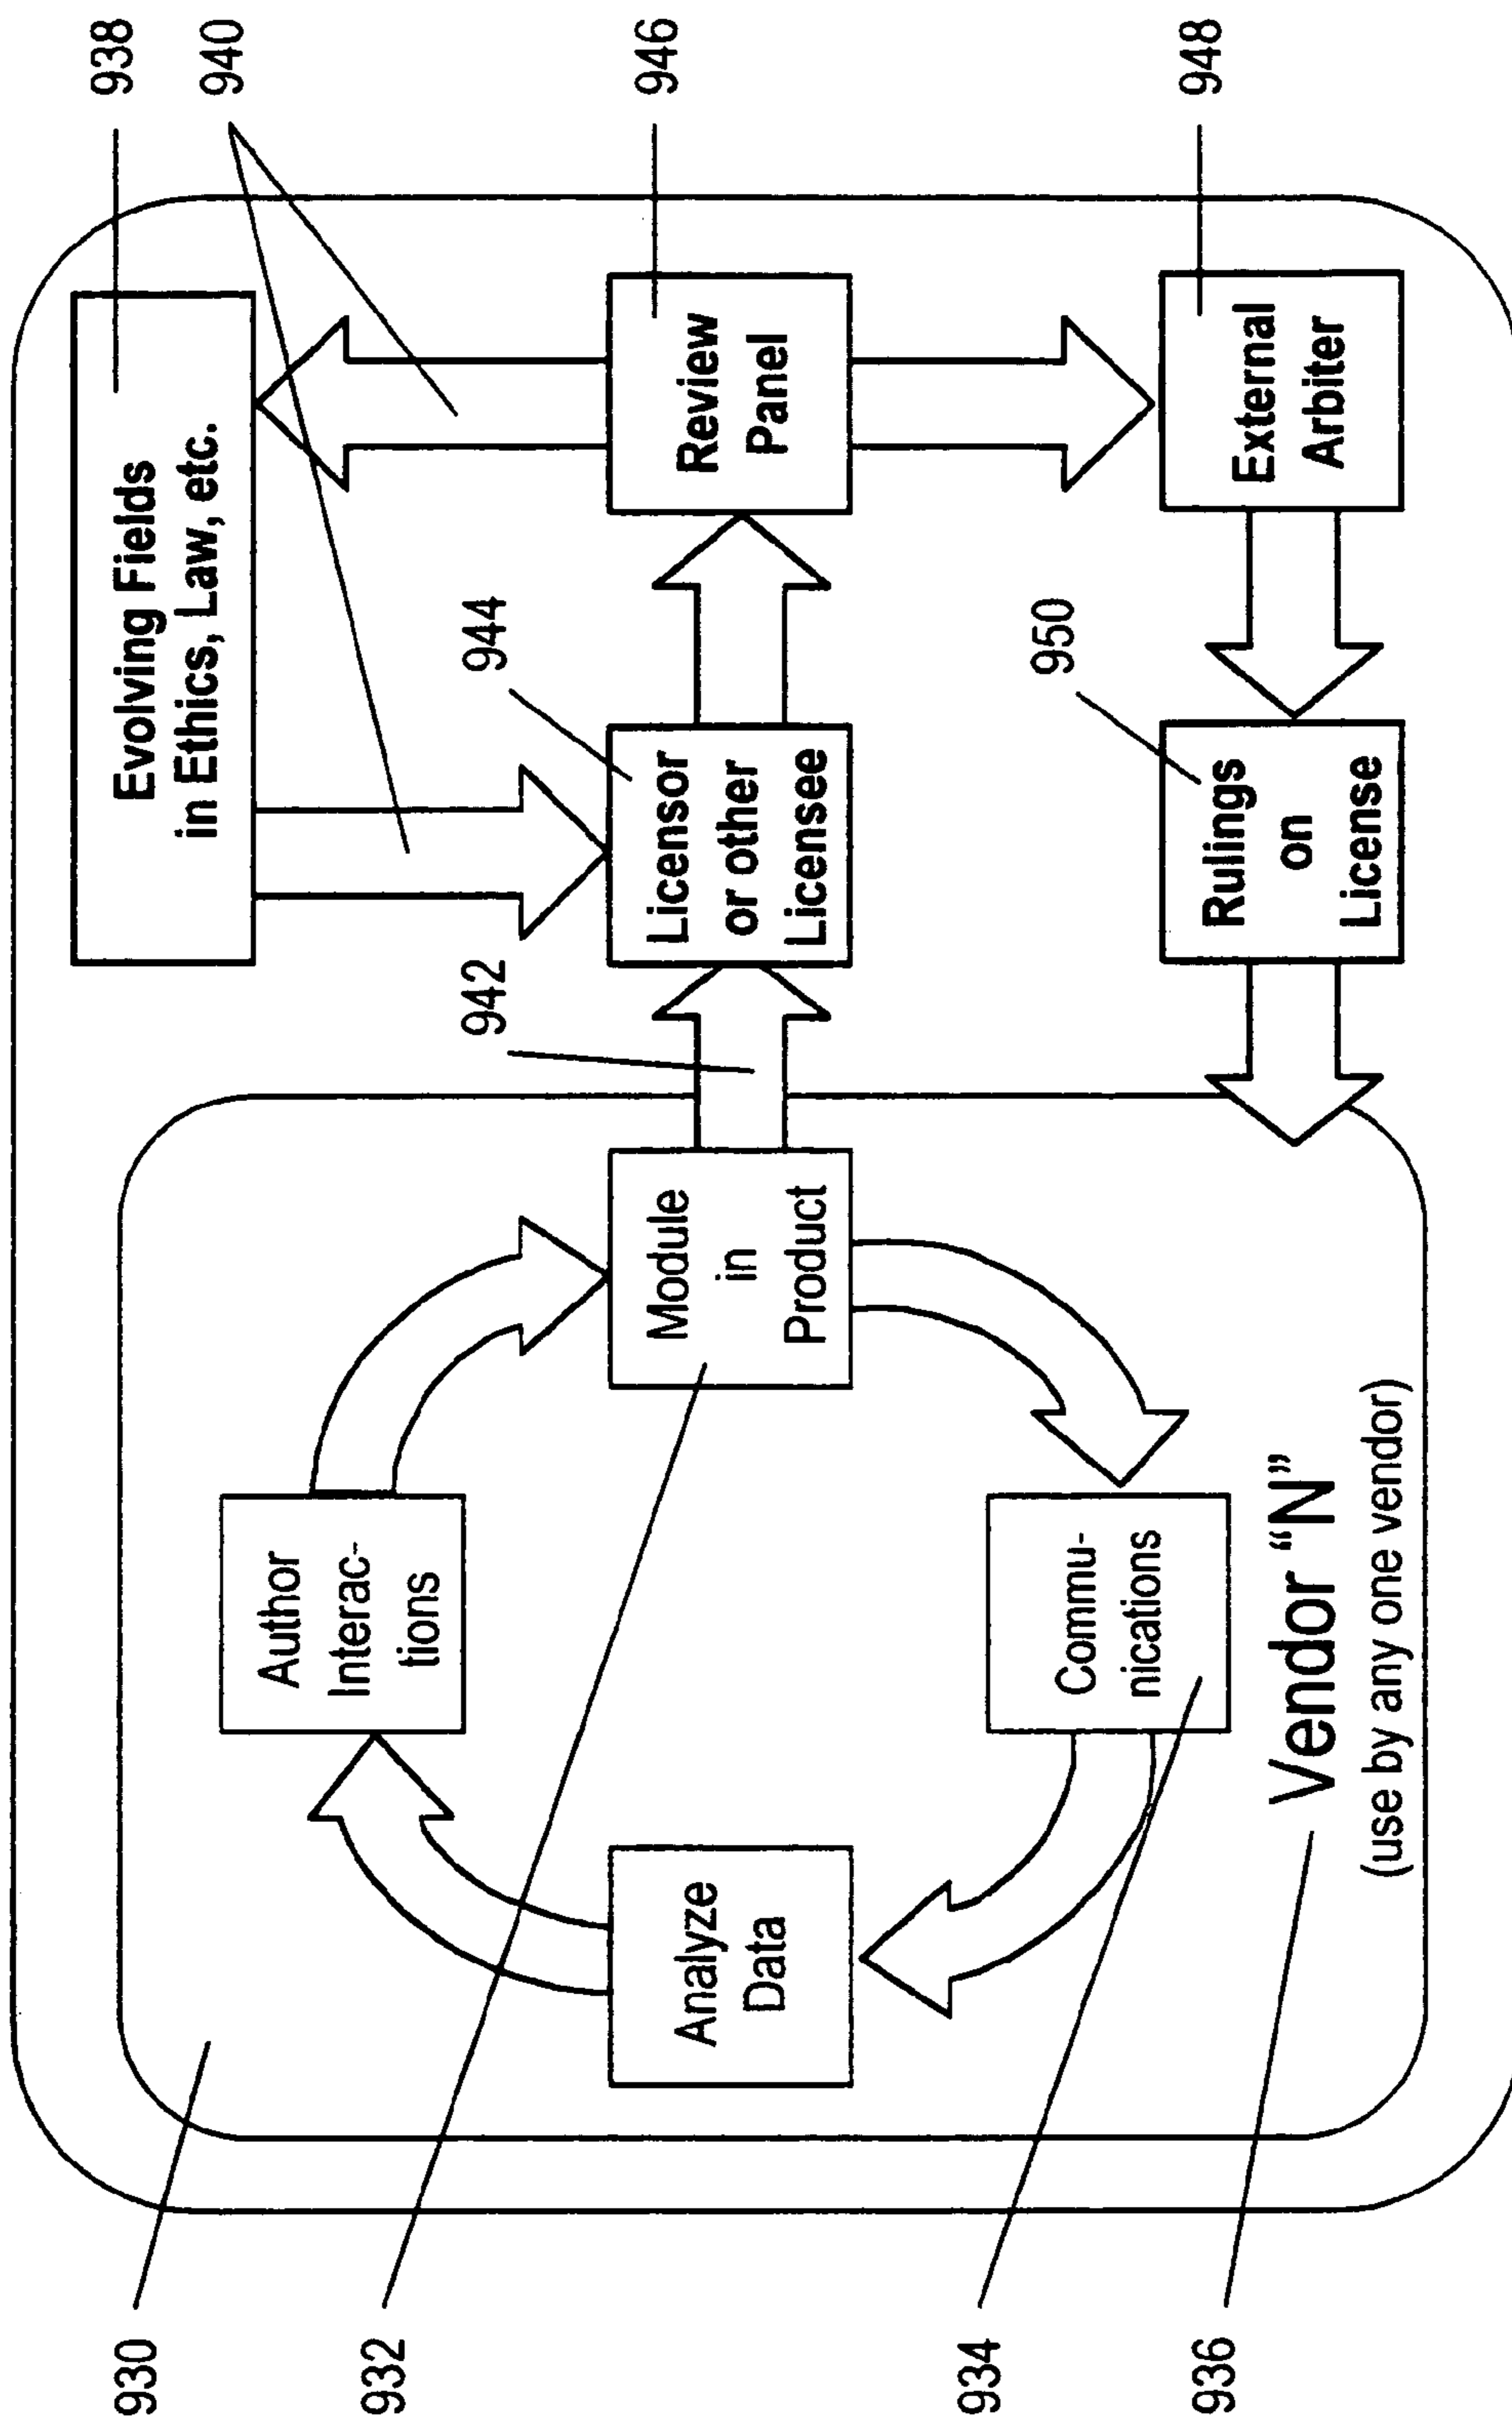 938
940
946
948
Evolving Fields
in Ethics, Law, etc.
944
Licensor
or other
Licensee
Review
Panel
External
Arbiter
950
Rulings
on
License
942
Author
Interac-
tions
Module
in
Product
Commu-
nications
Analyze
Data
Vendor “N”
(use by any one vendor)
930
932
934
936